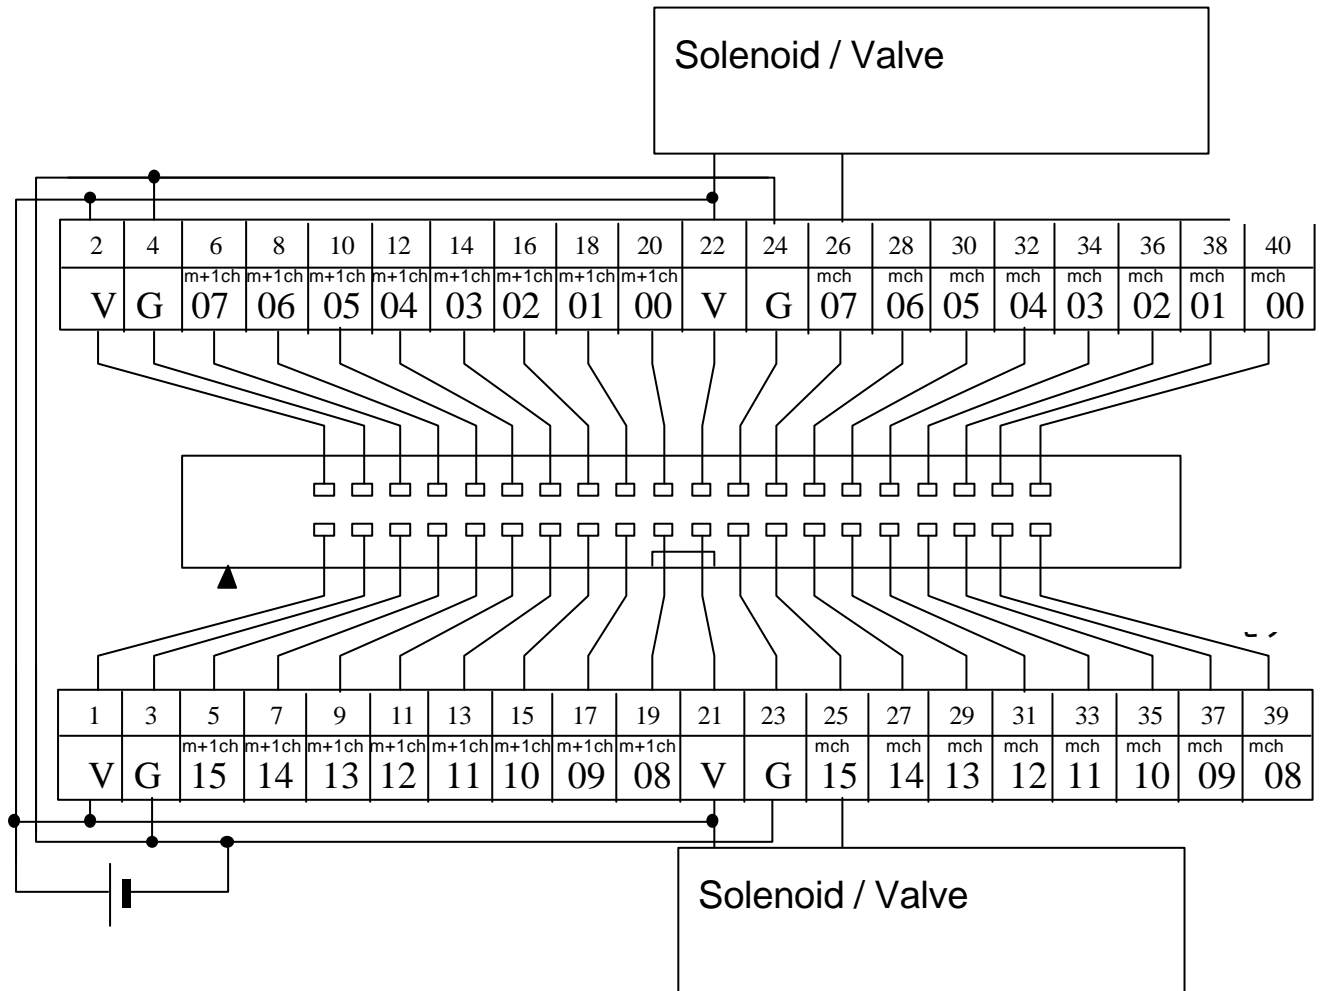 Solenoid / Valve
2 4 6 8 10 12 14 16 18 20 22 24 26 28 30 32 34 36 38 40
m+1ch m+1ch m+1ch m+1ch m+1ch m+1ch m+1ch m+1ch mch mch mch mch mch mch mch mch
V G 07 06 05 04 03 02 01 00 V G 07 06 05 04 03 02 01 00
1 3 5 7 9 11 13 15 17 19 21 23 25 27 29 31 33 35 37 39
m+1ch m+1ch m+1ch m+1ch m+1ch m+1ch m+1ch m+1ch mch mch mch mch mch mch mch mch
V G 15 14 13 12 11 10 09 08 V G 15 14 13 12 11 10 09 08
Solenoid / Valve